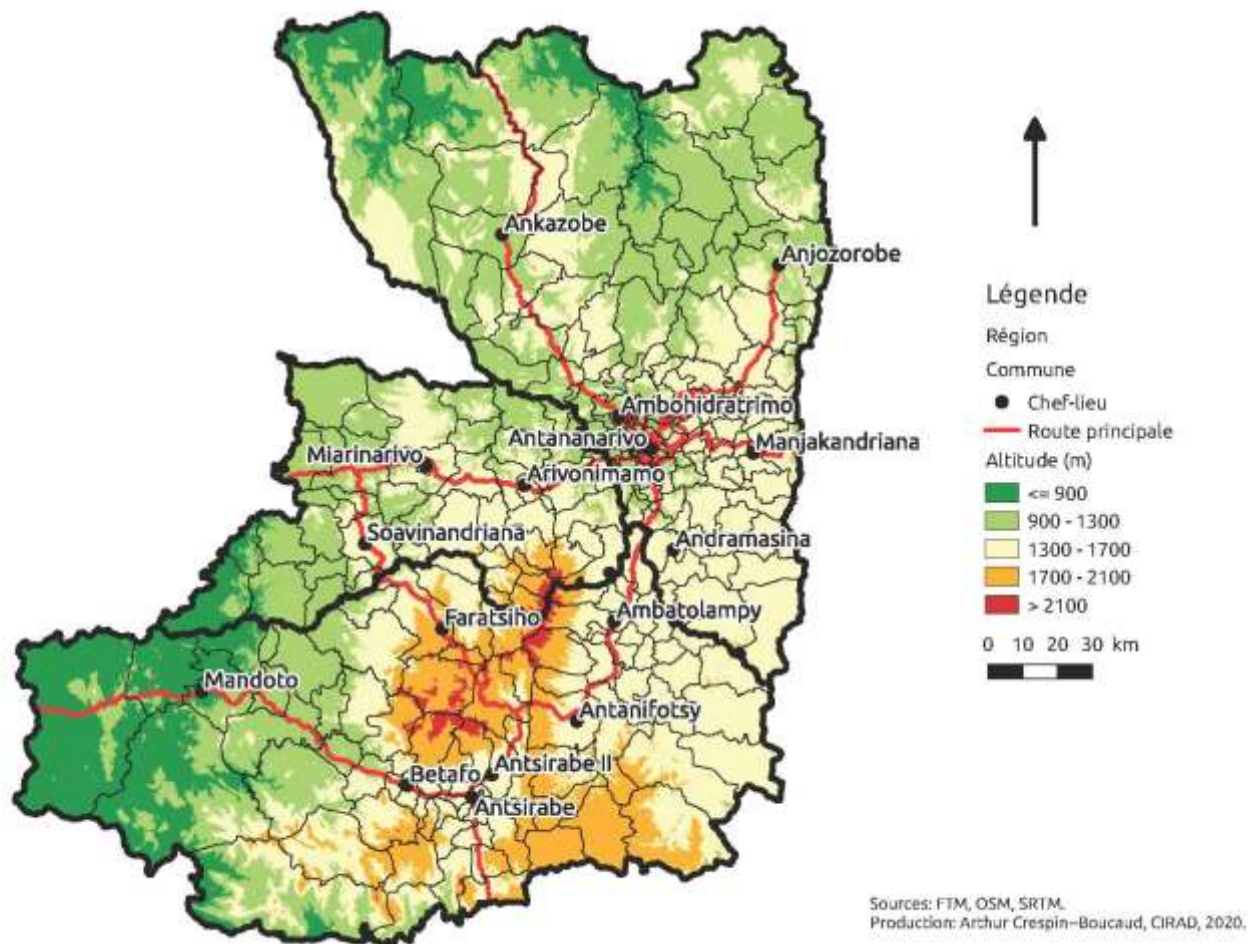 Ankazobe
Anjozorobe
Ambohidratrimo
Antananarivo
Manjakandriana
Miarinarivo
Arivonimamo
Soavinandriana
Andramasina
Ambatolampy
Faratsiho
Mandoto
Antanifotsy
Antsirabe II
Betafo
Antsirabe
Légende
Région
Commune
Chef-lieu
Route principale
Altitude (m)
<= 900
900 - 1300
1300 - 1700
1700 - 2100
> 2100
0 10 20 30 km
Sources: FTM, OSM, SRTM.
Production: Arthur Crespin-Boucaud, CIRAD, 2020.